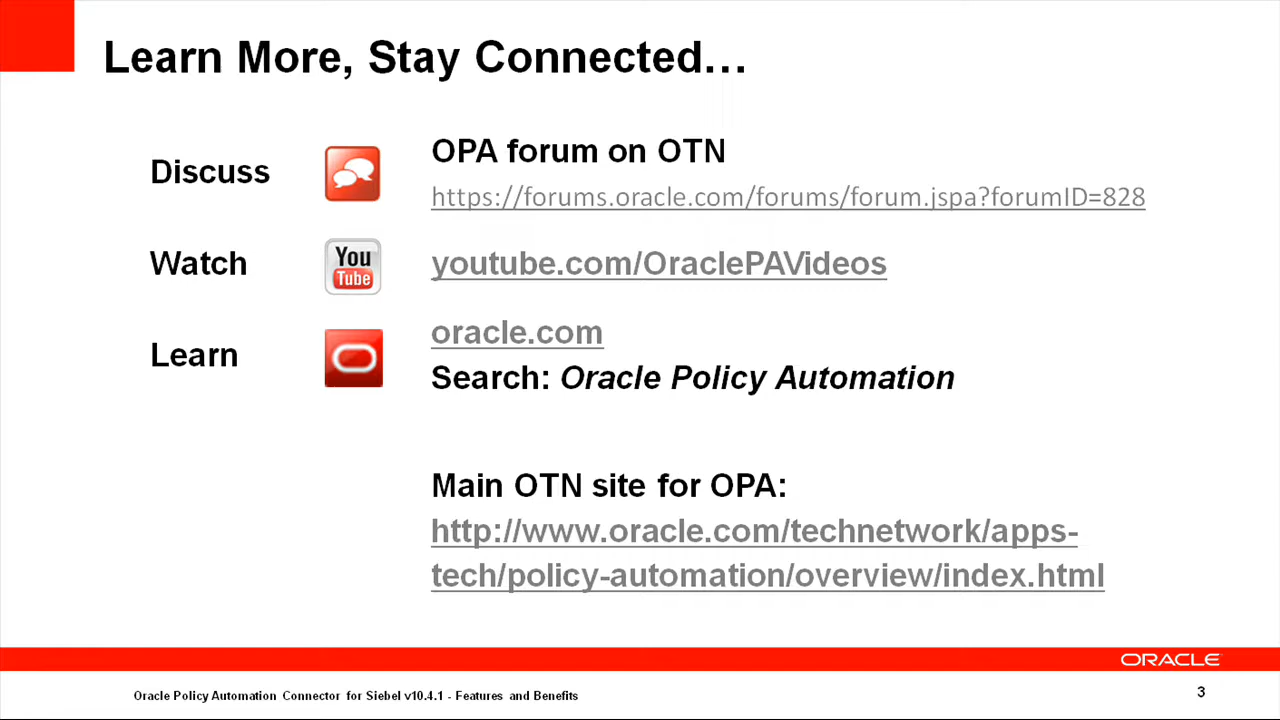 Learn More, Stay Connected…
Discuss
OPA forum on OTN
https://forums.oracle.com/forums/forum.jspa?forumID=828
Watch
You
Tube
youtube.com/OraclePAVideos
Learn
oracle.com
Search: Oracle Policy Automation
Main OTN site for OPA:
http://www.oracle.com/technetwork/apps-
tech/policy-automation/overview/index.html
ORACLE
Oracle Policy Automation Connector for Siebel v10.4.1 - Features and Benefits
3